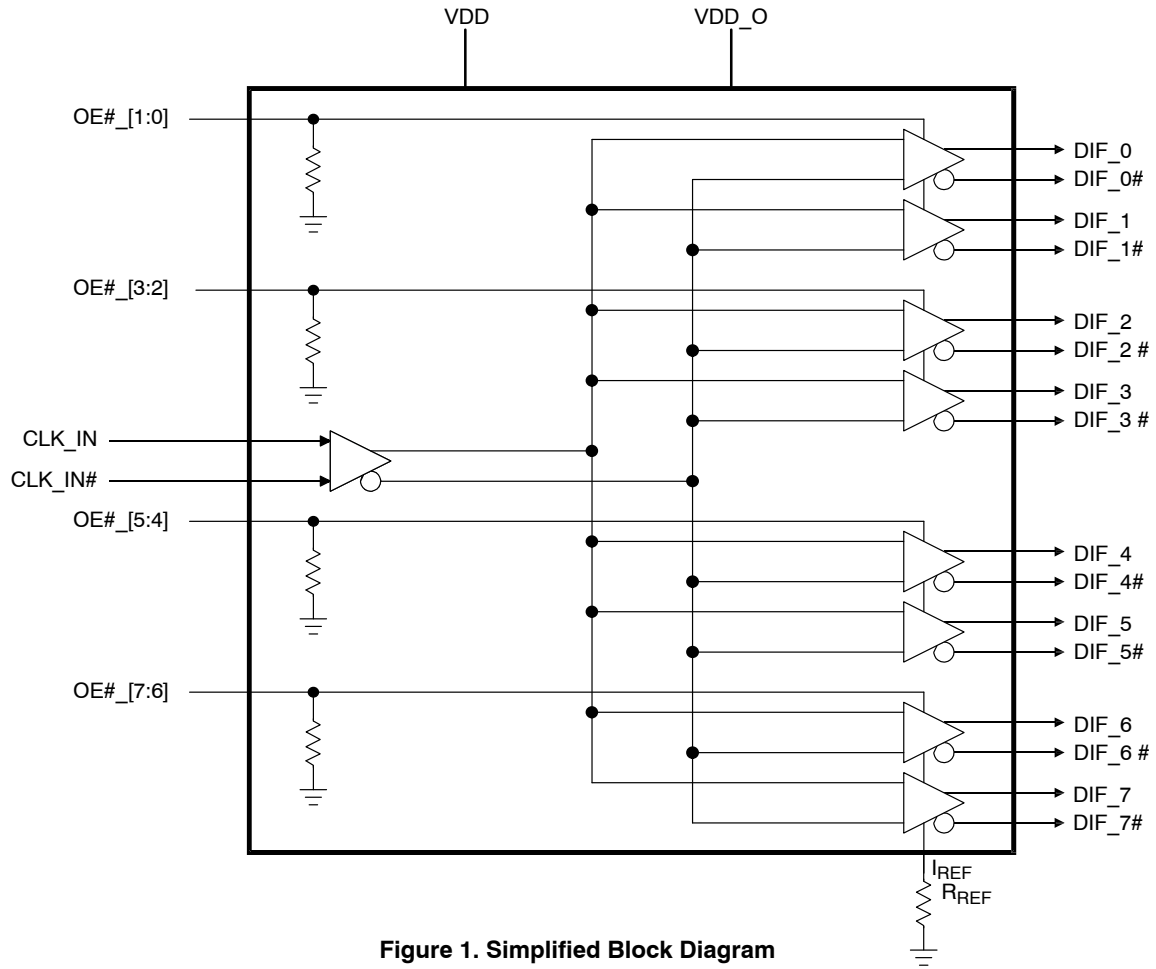 VDD
VDD_O
OE#_[1:0]
DIF_0
DIF_0#
DIF_1
DIF_1#
OE#_[3:2]
DIF_2
DIF_2 #
DIF_3
DIF_3 #
CLK_IN
CLK_IN#
OE#_[5:4]
DIF_4
DIF_4#
DIF_5
DIF_5#
OE#_[7:6]
DIF_6
DIF_6 #
DIF_7
DIF_7#
IREF
RREF
Figure 1. Simplified Block Diagram